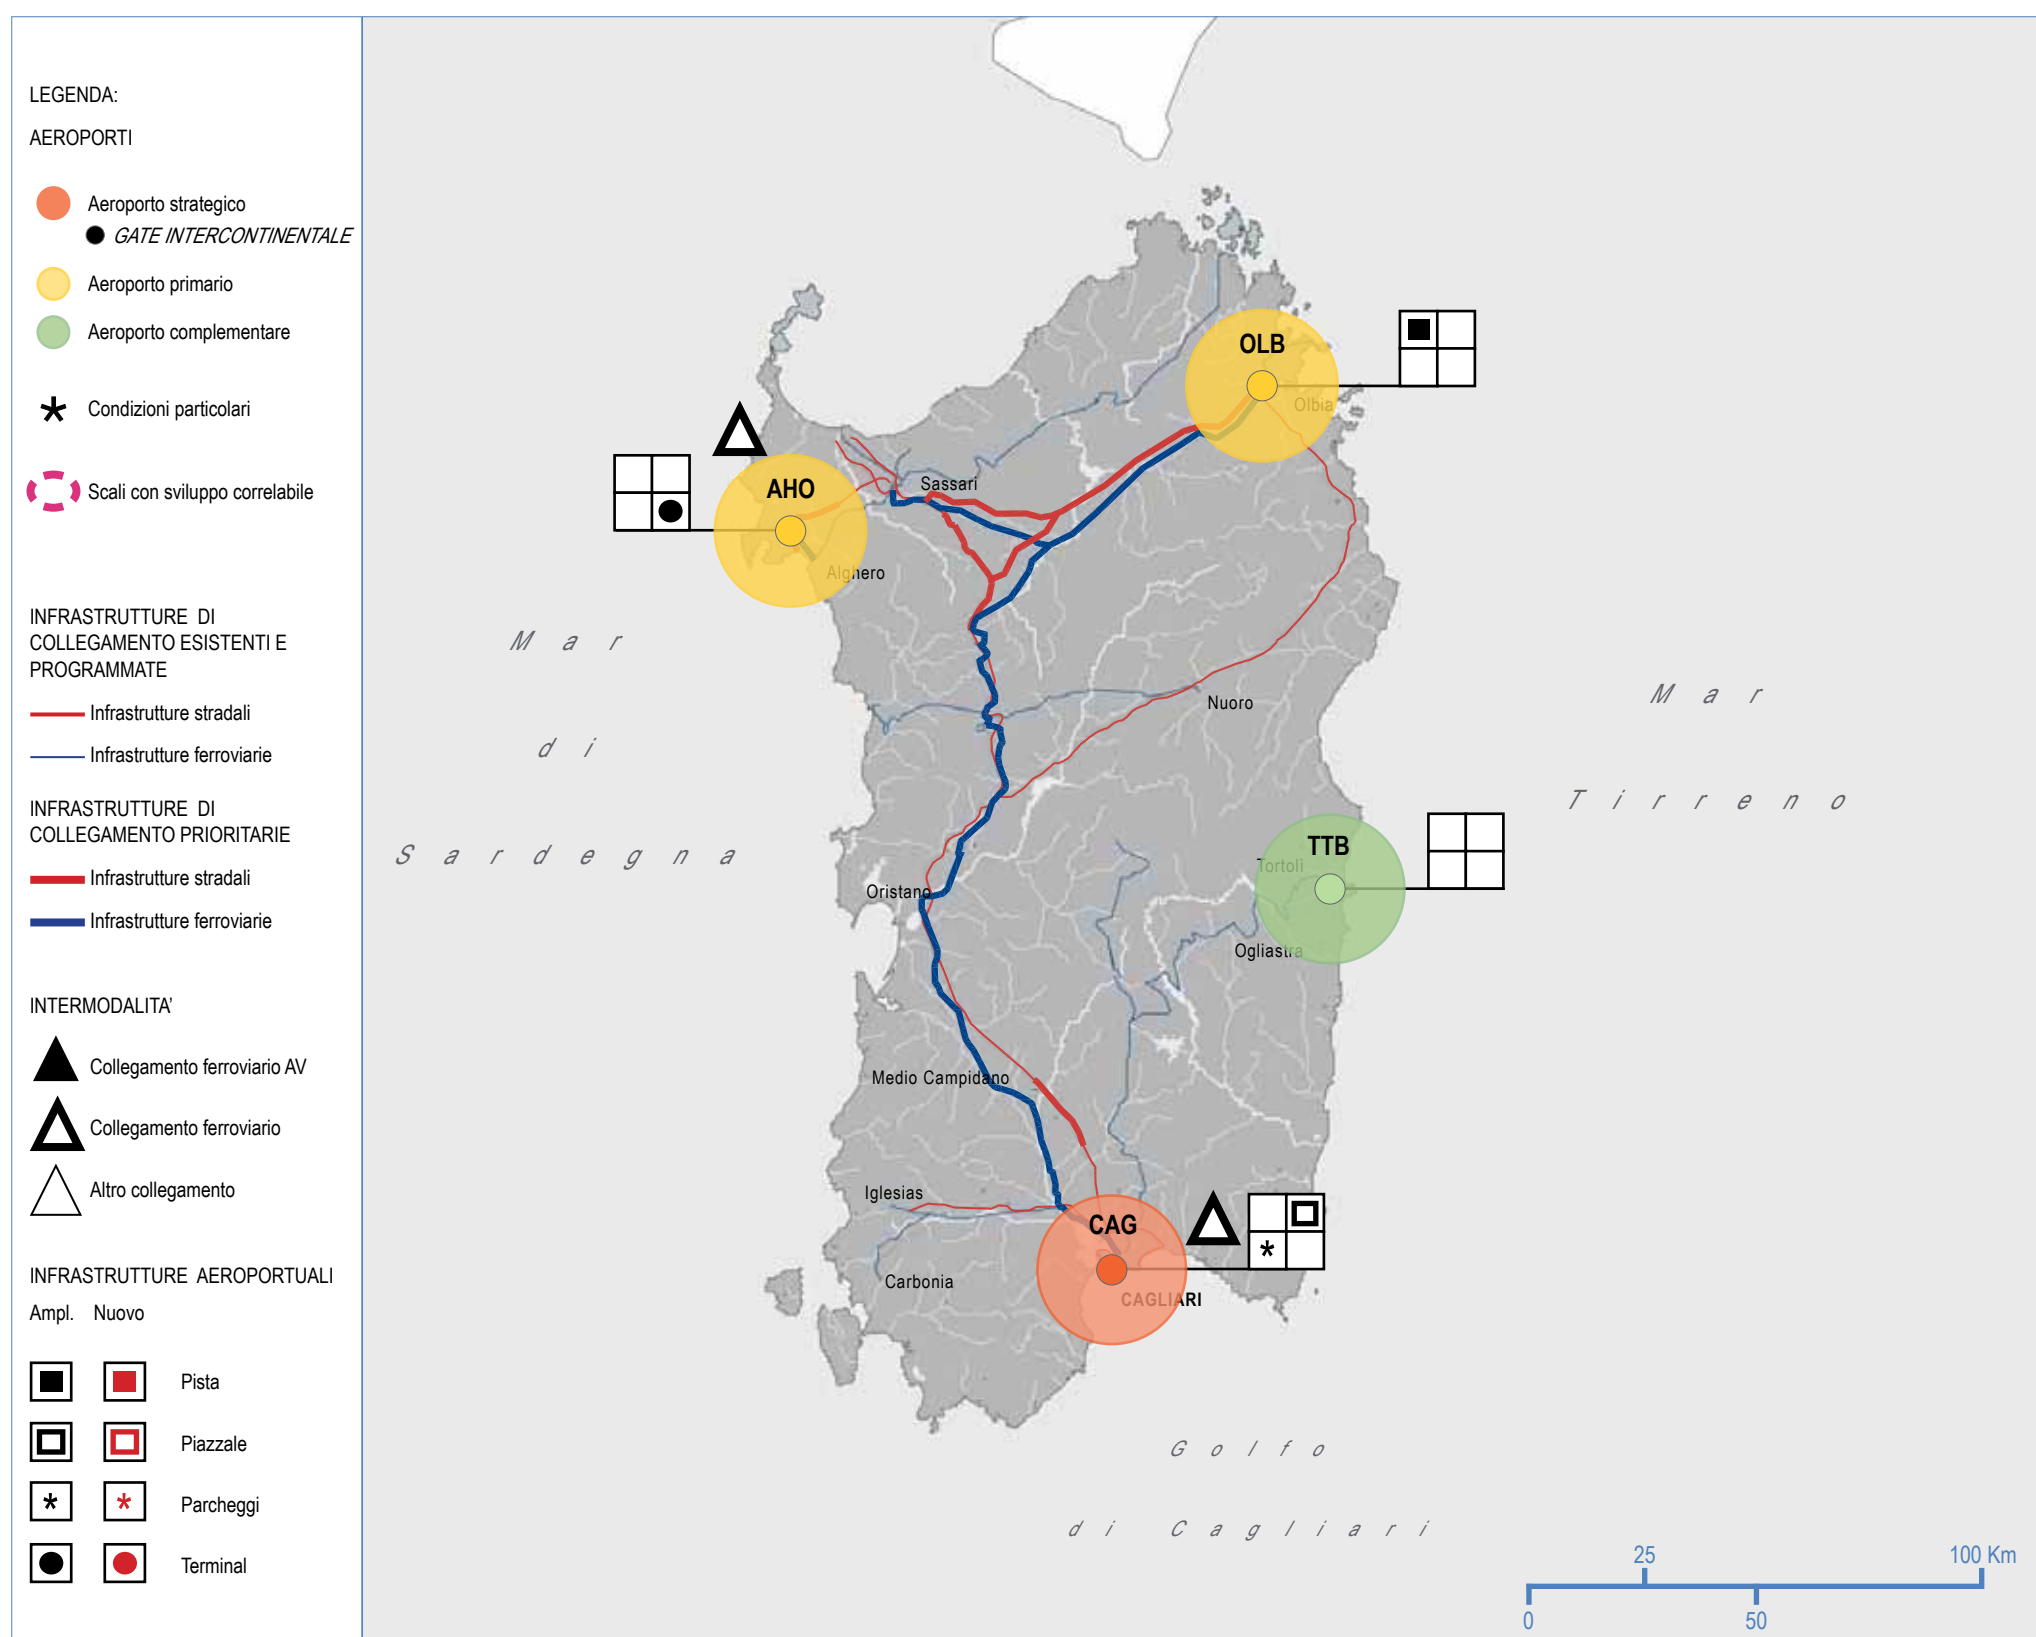 LEGENDA:
AEROPORTI
Aeroporto strategico
GATE INTERCONTINENTALE
Aeroporto primario
Aeroporto complementare
Condizioni particolari
Scali con sviluppo correlabile
INFRASTRUTTURE DI
COLLEGAMENTO ESISTENTI E
PROGRAMMATE
Infrastrutture stradali
Infrastrutture ferroviarie
INFRASTRUTTURE DI
COLLEGAMENTO PRIORITARIE
Infrastrutture stradali
Infrastrutture ferroviarie
INTERMODALITA'
Collegamento ferroviario AV
Collegamento ferroviario
Altro collegamento
INFRASTRUTTURE AEROPORTUALI
Ampl. Nuovo
Pista
Piazzale
Parcheggi
Terminal
OLB
Olbia
Sassari
AHO
Alghero
Mar
di
Sardegna
Nuoro
Mar
Tirreno
TTB
Tortolì
Oristano
Ogliastra
Medio Campidano
Iglesias
CAG
Carbonia
CAGLIARI
Golfo
di Cagliari
25 100 Km
0 50